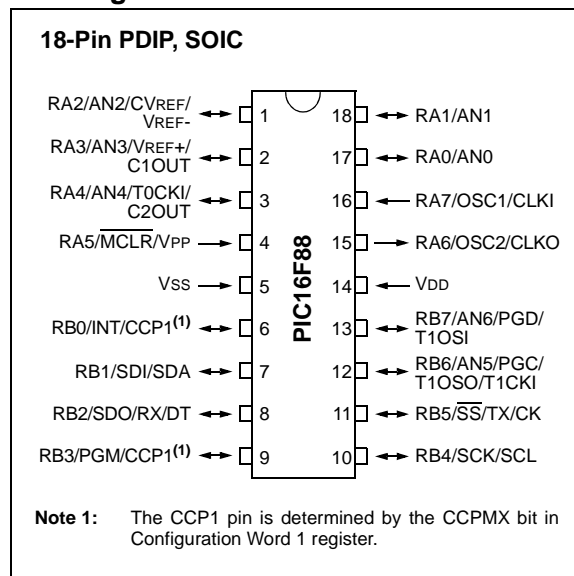 18-Pin PDIP, SOIC
RA2/AN2/CVREF/
VREF-
1
18
RA1/AN1
RA3/AN3/VREF+/
C1OUT
2
17
RA0/AN0
RA4/AN4/T0CKI/
C2OUT
3
16
RA7/OSC1/CLKI
RA5/MCLR/VPP
4
15
RA6/OSC2/CLKO
VSS
5
14
VDD
RB0/INT/CCP1(1)
6
13
RB7/AN6/PGD/
T1OSI
RB1/SDI/SDA
7
12
RB6/AN5/PGC/
T1OSO/T1CKI
RB2/SDO/RX/DT
8
11
RB5/SS/TX/CK
RB3/PGM/CCP1(1)
9
10
RB4/SCK/SCL
PIC16F88
Note 1: The CCP1 pin is determined by the CCPMX bit in
Configuration Word 1 register.